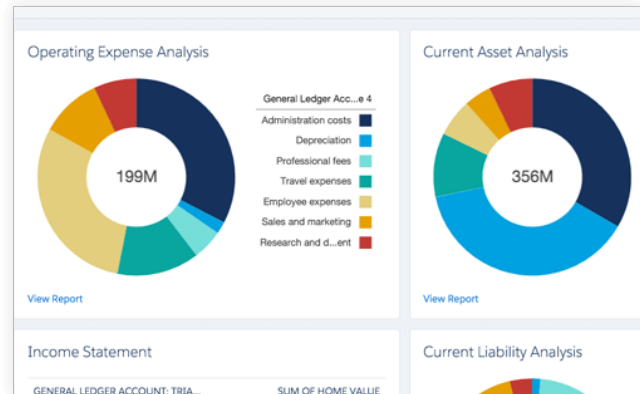 Operating Expense Analysis
General Ledger Acc...e 4
Administration costs
Depreciation
Professional fees
Travel expenses
Employee expenses
Sales and marketing
Research and d...ent
199M
View Report
Current Asset Analysis
356M
View Report
Income Statement
GENERAL LEDGER ACCOUNT: TRIA...
SUM OF HOME VALUE
Current Liability Analysis